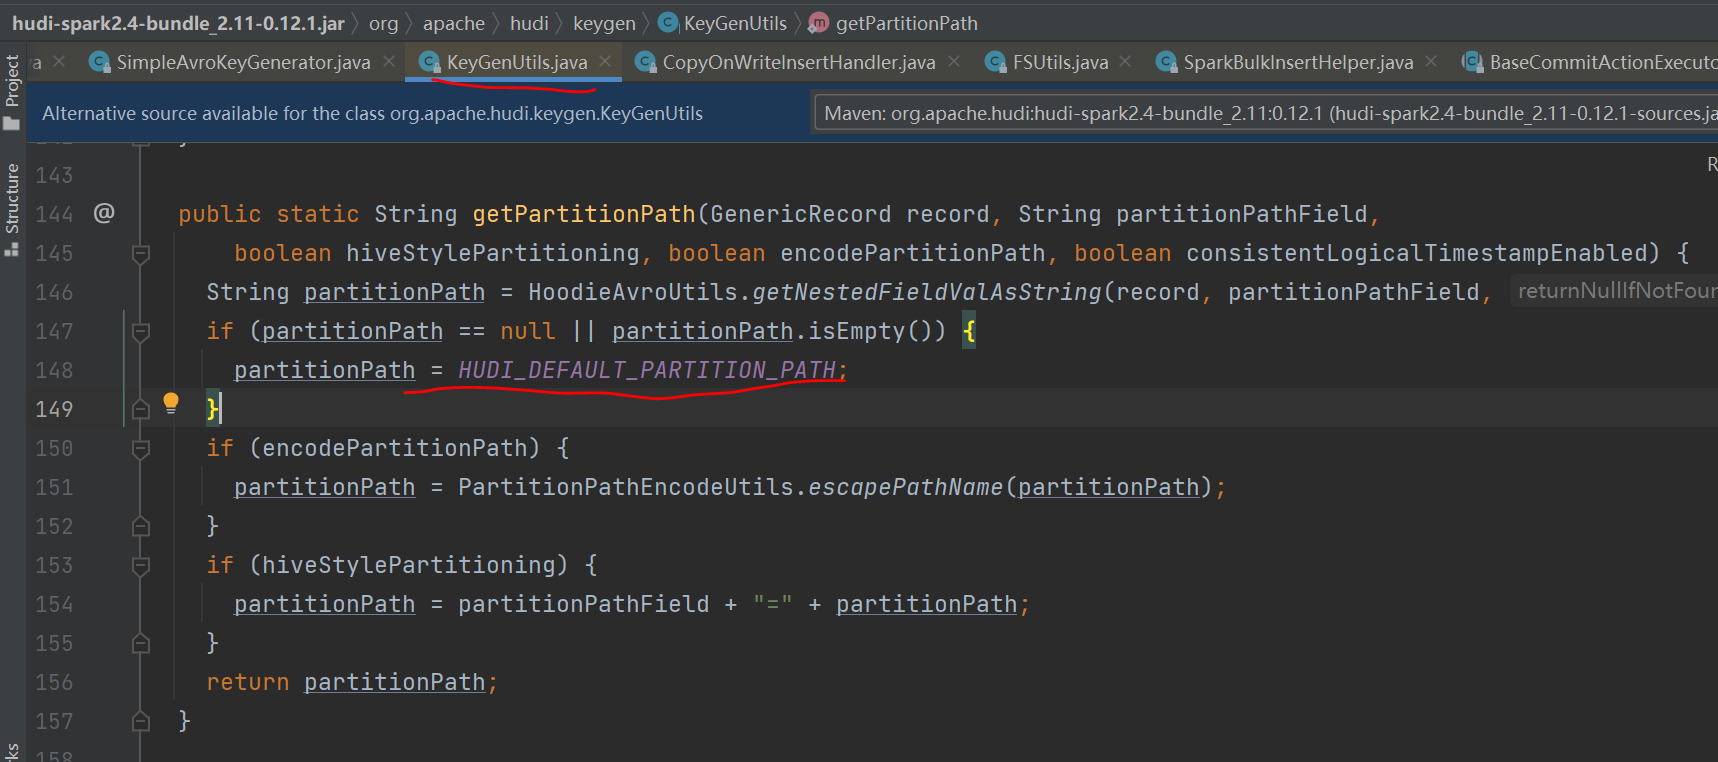 hudi-spark2.4-bundle_2.11-0.12.1.jar org apache hudi keygen KeyGenUtils getPartitionPath
SimpleAvroKeyGenerator.java KeyGenUtils.java CopyOnWriteInsertHandler.java FSUtils.java SparkBulkInsertHelper.java BaseCommitActionExecuto
Project
Structure
Alternative source available for the class org.apache.hudi.keygen.KeyGenUtils
Maven: org.apache.hudi:hudi-spark2.4-bundle_2.11:0.12.1 (hudi-spark2.4-bundle_2.11-0.12.1-sources.ja
143
144 @ public static String getPartitionPath(GenericRecord record, String partitionPathField,
145 boolean hiveStylePartitioning, boolean encodePartitionPath, boolean consistentLogicalTimestampEnabled) {
146 String partitionPath = HoodieAvroUtils.getNestedFieldValAsString(record, partitionPathField, returnNullIfNotFoun
147 if (partitionPath == null || partitionPath.isEmpty()) {
148 partitionPath = HUDI_DEFAULT_PARTITION_PATH;
149 }
150 if (encodePartitionPath) {
151 partitionPath = PartitionPathEncodeUtils.escapePathName(partitionPath);
152 }
153 if (hiveStylePartitioning) {
154 partitionPath = partitionPathField + "=" + partitionPath;
155 }
156 return partitionPath;
157 }
158